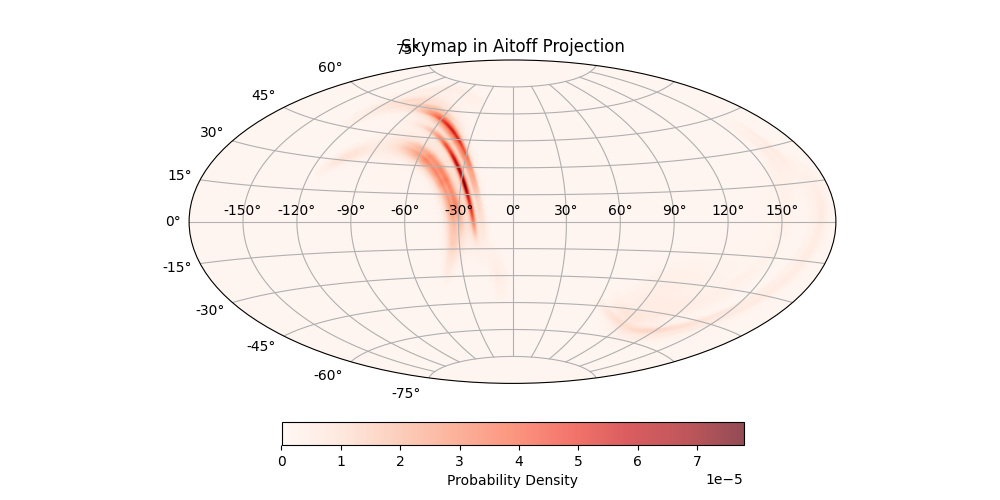 Skymap in Aitoff Projection
75°
60°
45°
30°
15°
-150° -120° -90° -60° -30° 0° 30° 60° 90° 120° 150°
0°
-15°
-30°
-45°
-60°
-75°
0 1 2 3 4 5 6 7
1e−5
Probability Density